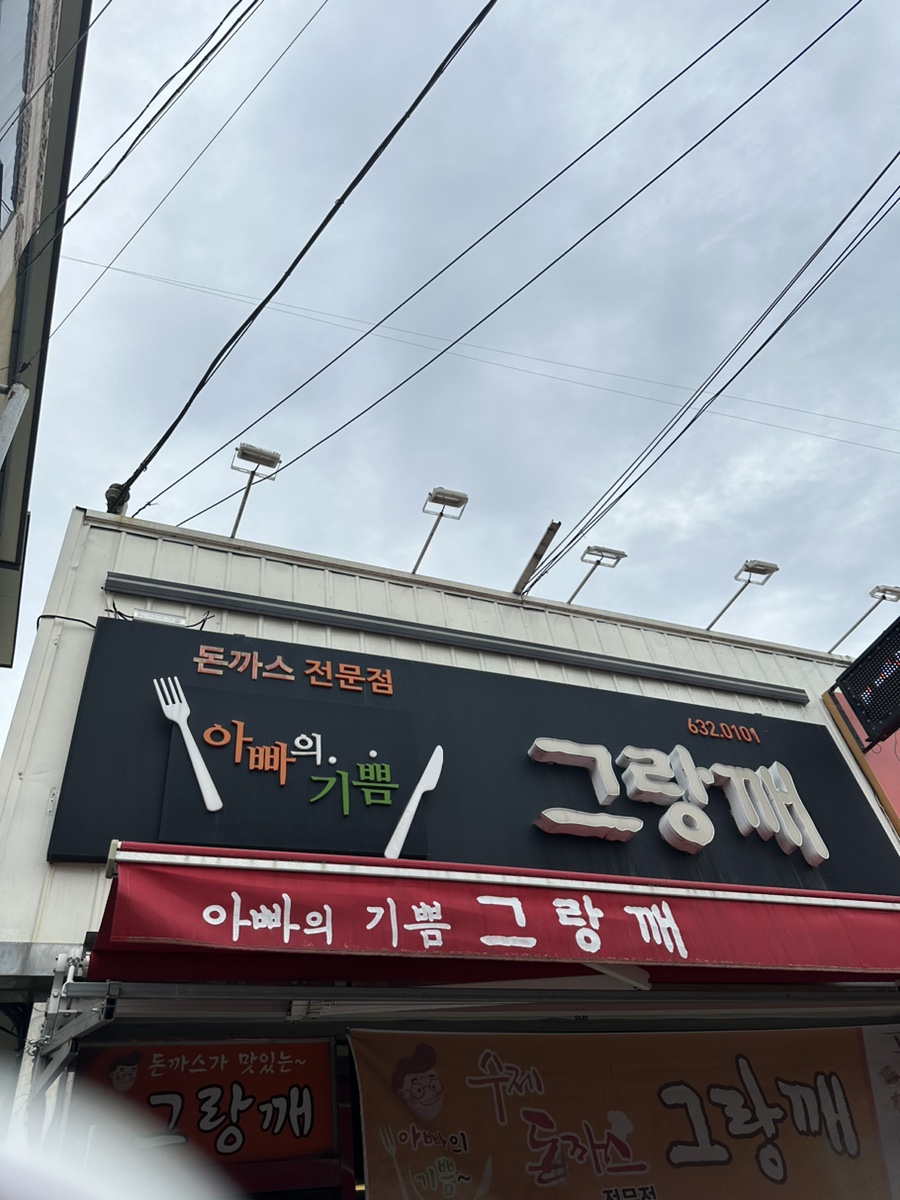 돈까스 전문점
아빠의
기쁨
632.0101
그랑깨
아빠의 기쁨 그랑깨
돈까스가 맛있는~
그랑깨
수제
돈까스
전문점
아빠의
기쁨~
그랑깨